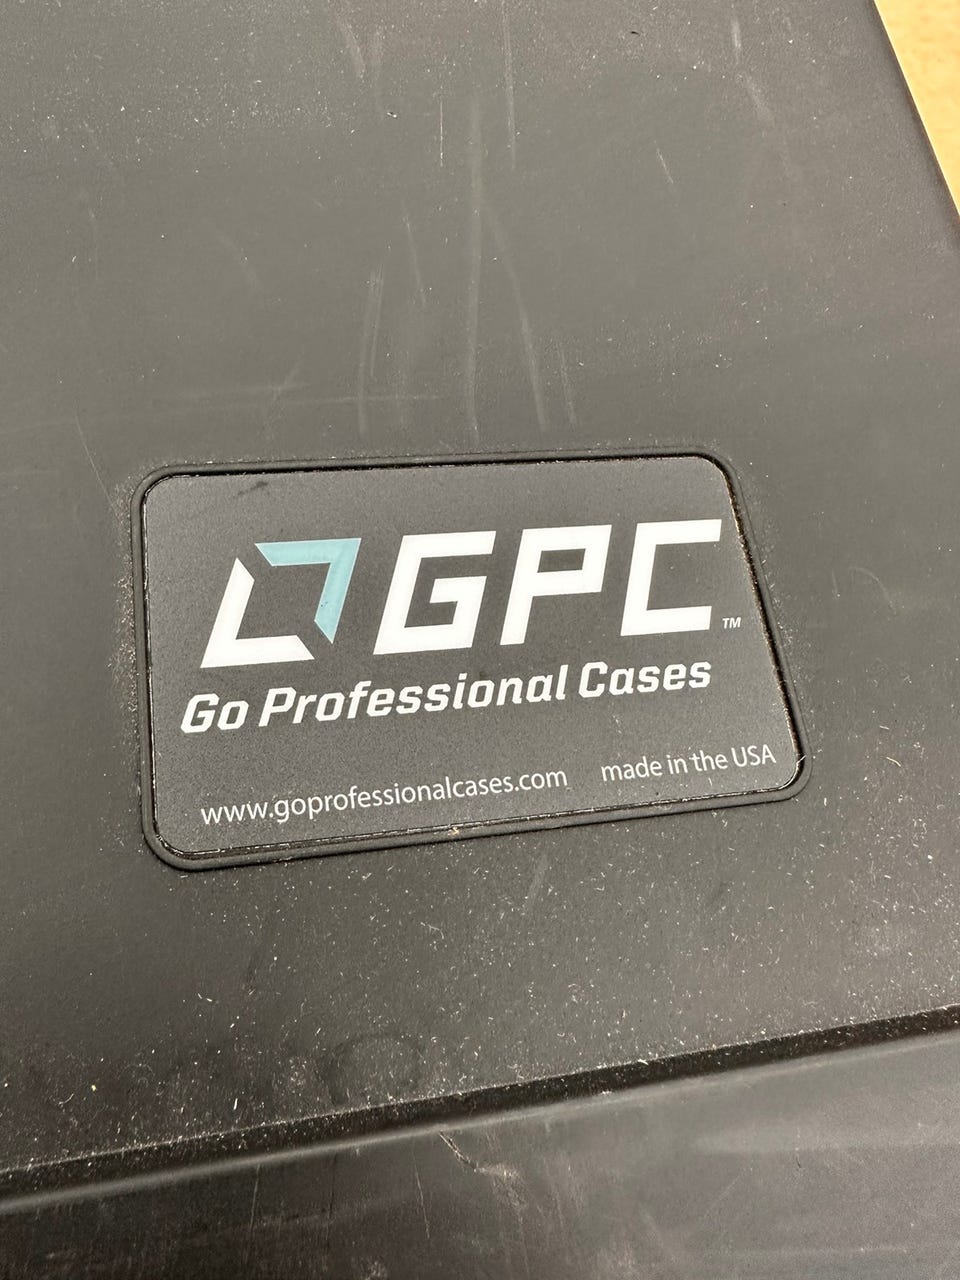 GPC™
Go Professional Cases
www.goprofessionalcases.com made in the USA